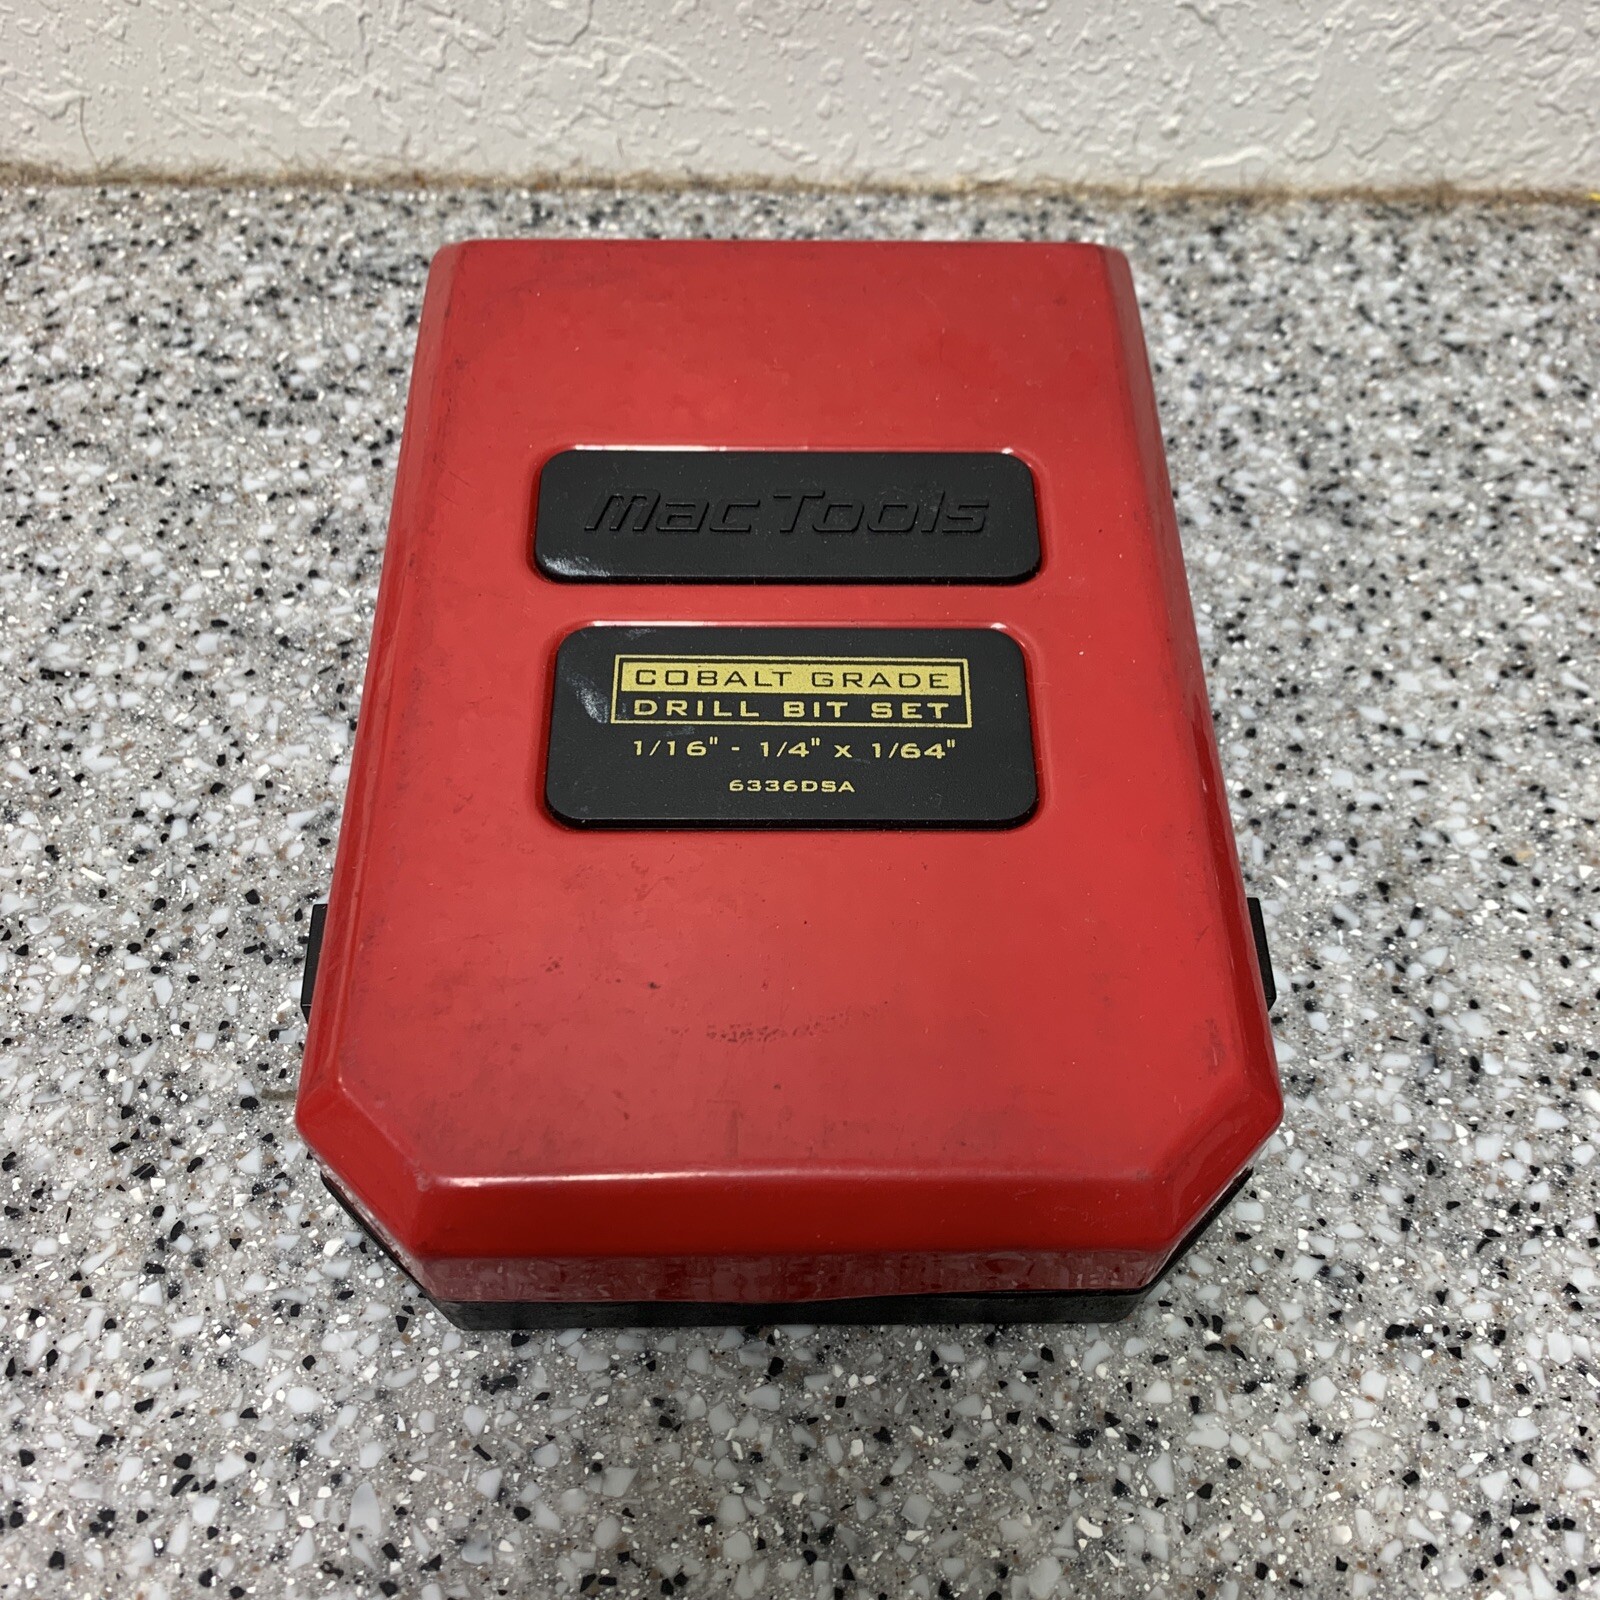 Mac Tools
COBALT GRADE
DRILL BIT SET
1/16" - 1/4" x 1/64"
6336DSA